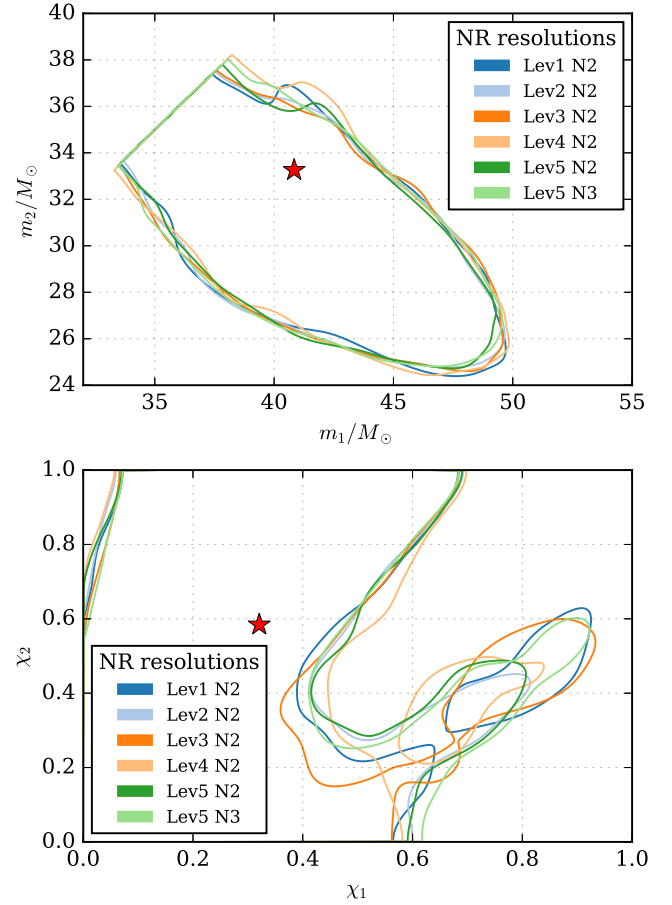 40
38
36
34
32
30
28
26
24
m₂/M☉
NR resolutions
Lev1 N2
Lev2 N2
Lev3 N2
Lev4 N2
Lev5 N2
Lev5 N3
35 40 45 50 55
m₁/M☉
1.0
0.8
0.6
0.4
0.2
0.0
χ₂
NR resolutions
Lev1 N2
Lev2 N2
Lev3 N2
Lev4 N2
Lev5 N2
Lev5 N3
0.0 0.2 0.4 0.6 0.8 1.0
χ₁